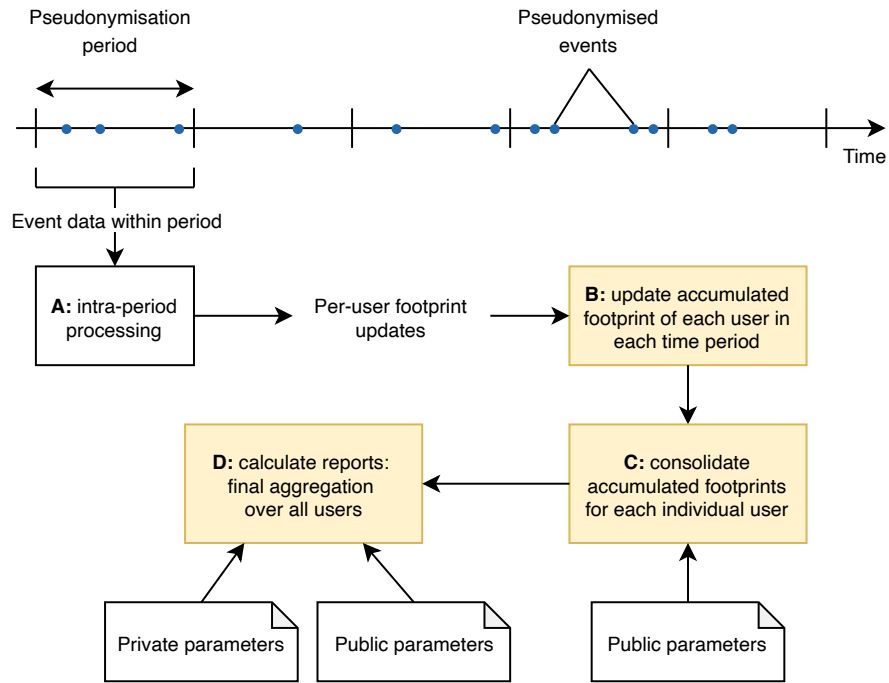 Pseudonymisation
period
Pseudonymised
events
Time
Event data within period
A: intra-period
processing
Per-user footprint
updates
B: update accumulated
footprint of each user in
each time period
D: calculate reports:
final aggregation
over all users
C: consolidate
accumulated footprints
for each individual user
Private parameters
Public parameters
Public parameters